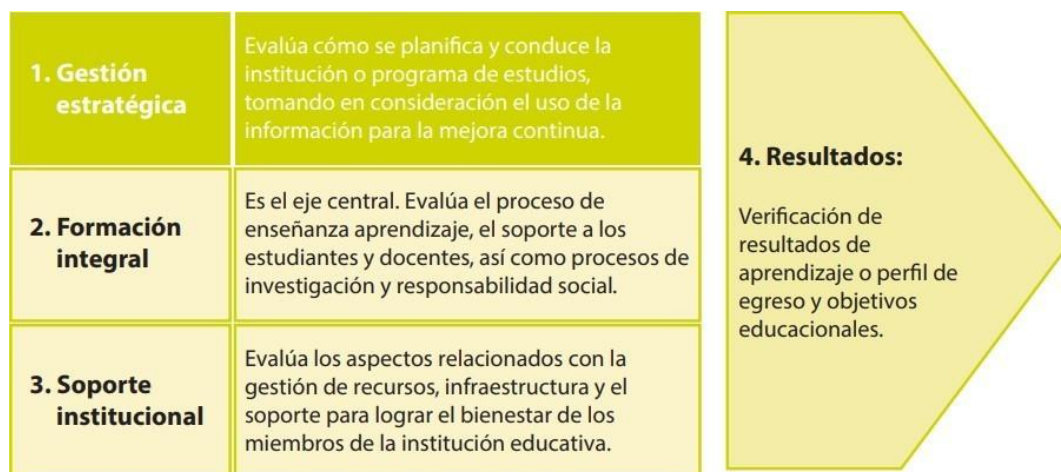 1. Gestión
estratégica
Evalúa cómo se planifica y conduce la
institución o programa de estudios,
tomando en consideración el uso de la
información para la mejora continua.
2. Formación
integral
Es el eje central. Evalúa el proceso de
enseñanza aprendizaje, el soporte a los
estudiantes y docentes, así como procesos de
investigación y responsabilidad social.
3. Soporte
institucional
Evalúa los aspectos relacionados con la
gestión de recursos, infraestructura y el
soporte para lograr el bienestar de los
miembros de la institución educativa.
4. Resultados:
Verificación de
resultados de
aprendizaje o perfil de
egreso y objetivos
educacionales.